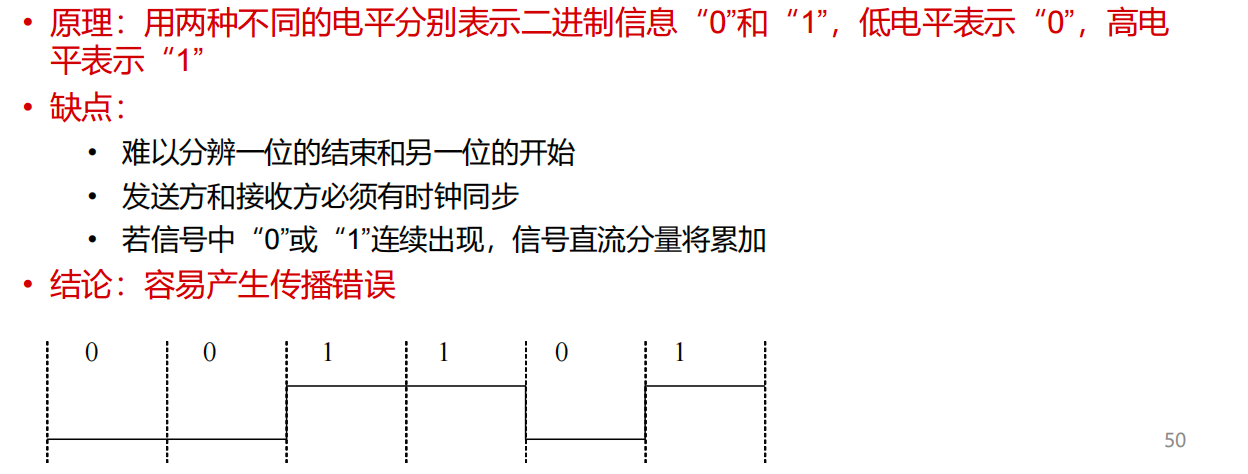 • 原理：用两种不同的电平分别表示二进制信息“0”和“1”，低电平表示“0”，高电
平表示“1”
• 缺点：
• 难以分辨一位的结束和另一位的开始
• 发送方和接收方必须有时钟同步
• 若信号中“0”或“1”连续出现，信号直流分量将累加
• 结论：容易产生传播错误
0 0 1 1 0 1
50